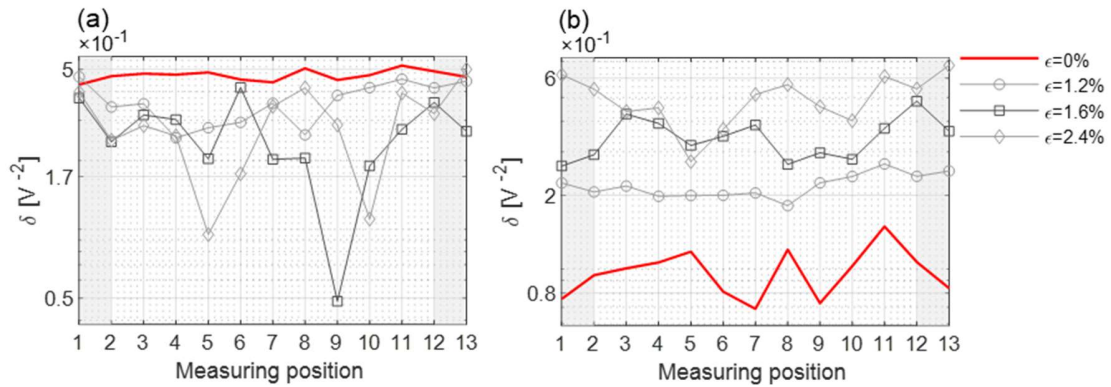 (a)
×10⁻¹
5
1.7
0.5
δ [V⁻²]
1 2 3 4 5 6 7 8 9 10 11 12 13
Measuring position
(b)
×10⁻¹
6
2
0.8
δ [V⁻²]
1 2 3 4 5 6 7 8 9 10 11 12 13
Measuring position
ϵ=0%
ϵ=1.2%
ϵ=1.6%
ϵ=2.4%